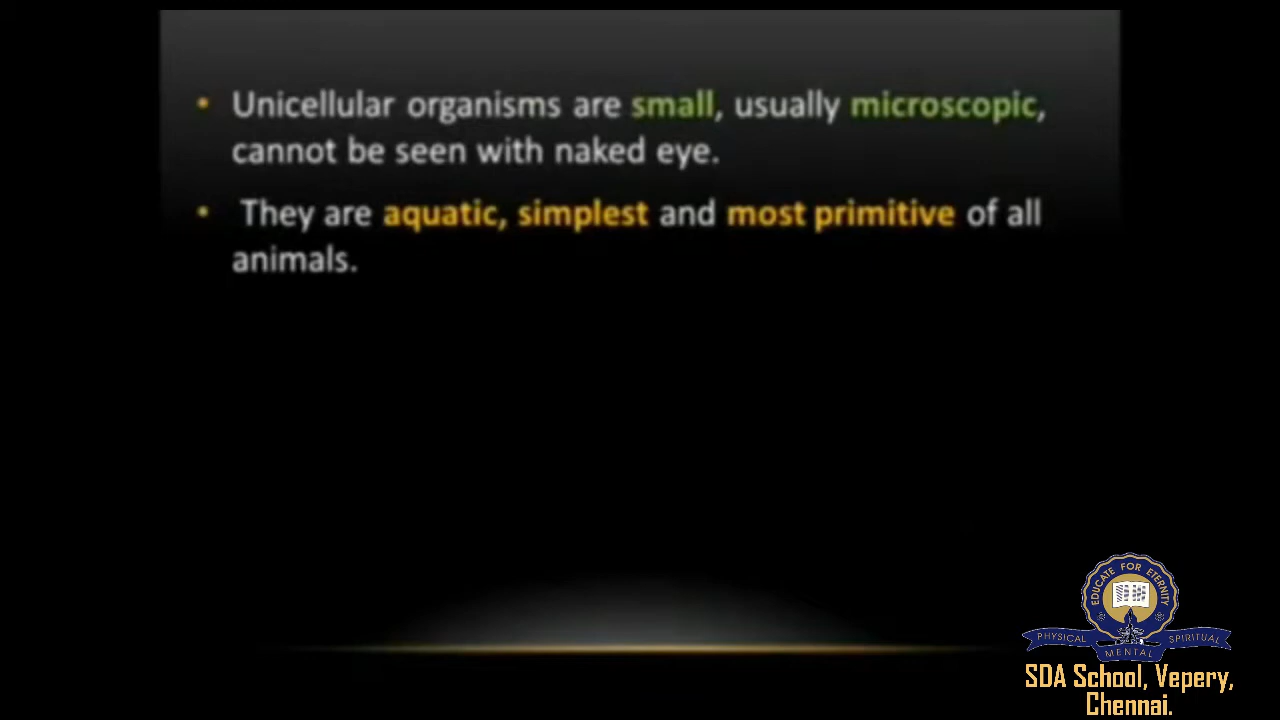 • Unicellular organisms are small, usually microscopic,
cannot be seen with naked eye.
• They are aquatic, simplest and most primitive of all
animals.
EDUCATE FOR ETERNITY
PHYSICAL MENTAL SPIRITUAL
SDA School, Vepery,
Chennai.